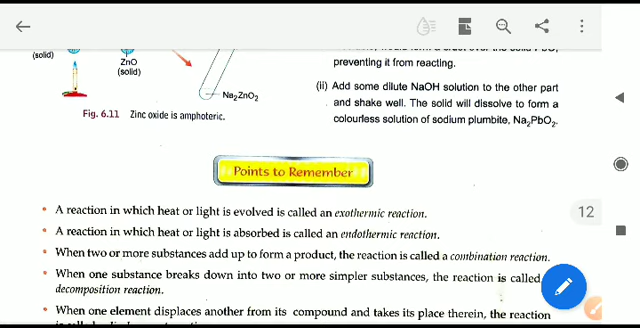 (solid)
ZnO
(solid)
Na₂ZnO₂
Fig. 6.11 Zinc oxide is amphoteric.
preventing it from reacting.
(ii) Add some dilute NaOH solution to the other part
and shake well. The solid will dissolve to form a
colourless solution of sodium plumbite, Na₂PbO₂.
Points to Remember
12
• A reaction in which heat or light is evolved is called an exothermic reaction.
• A reaction in which heat or light is absorbed is called an endothermic reaction.
• When two or more substances add up to form a product, the reaction is called a combination reaction.
• When one substance breaks down into two or more simpler substances, the reaction is called
decomposition reaction.
• When one element displaces another from its compound and takes its place therein, the reaction